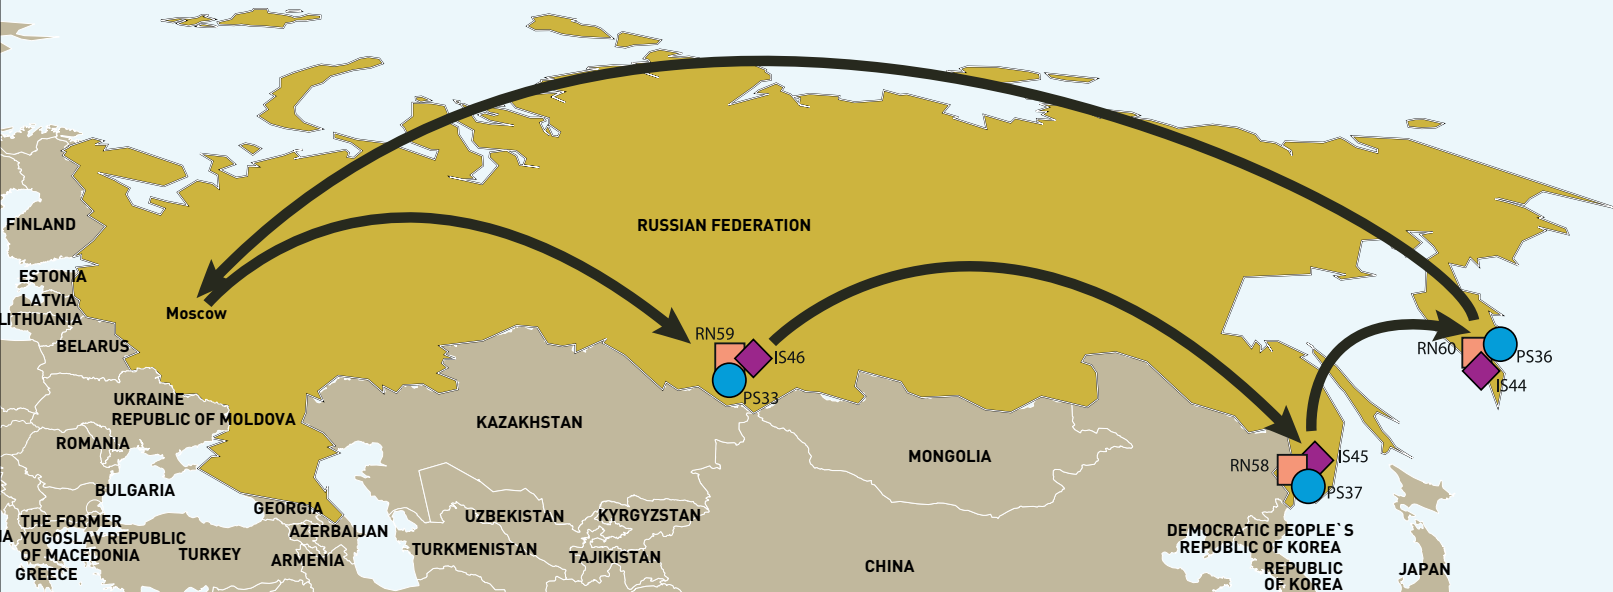 FINLAND
RUSSIAN FEDERATION
ESTONIA
LATVIA
LITHUANIA
Moscow
BELARUS
RN59
IS46
PS33
RN60
PS36
IS44
UKRAINE
REPUBLIC OF MOLDOVA
KAZAKHSTAN
ROMANIA
MONGOLIA
RN58
IS45
PS37
BULGARIA
GEORGIA
UZBEKISTAN
KYRGYZSTAN
THE FORMER
YUGOSLAV REPUBLIC
OF MACEDONIA
IA
AZERBAIJAN
TURKEY
ARMENIA
TURKMENISTAN
TAJIKISTAN
GREECE
CHINA
DEMOCRATIC PEOPLE`S
REPUBLIC OF KOREA
REPUBLIC
OF KOREA
JAPAN